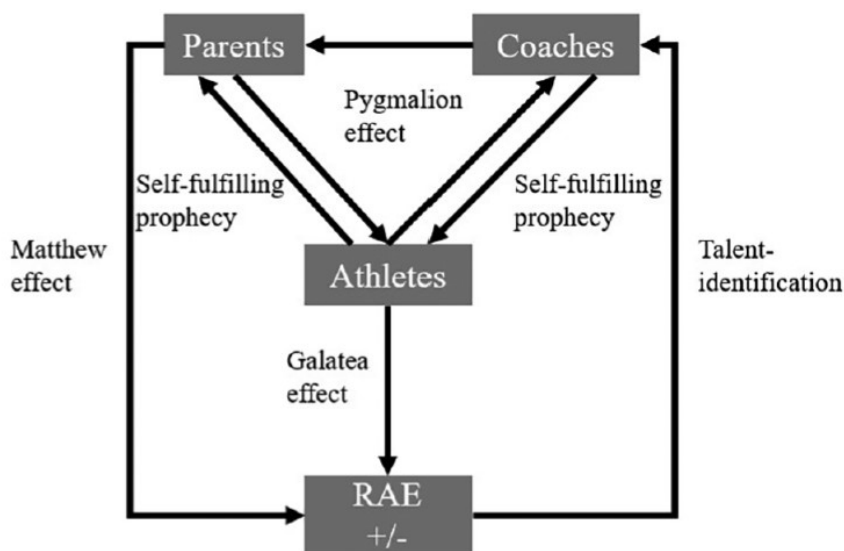 Parents
Coaches
Pygmalion
effect
Self-fulfilling
prophecy
Self-fulfilling
prophecy
Matthew
effect
Athletes
Talent-
identification
Galatea
effect
RAE
+/-